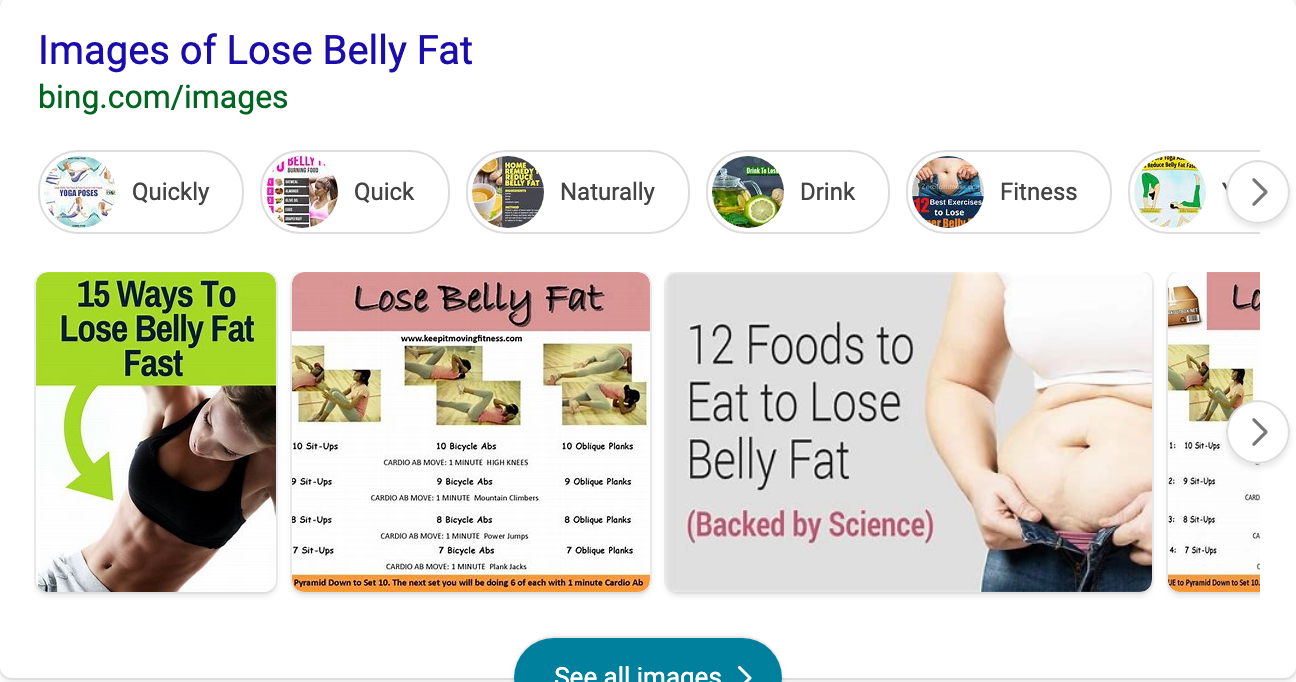 Images of Lose Belly Fat
bing.com/images
YOGA POSES
Quickly
BELLY
BURNING FOOD
Quick
HOME
REMEDY
REDUCE
BELLY FAT
INGREDIENTS
METHOD
Naturally
Drink To
Drink
12 Best Exercises
to Lose
Fitness
Reduce Belly Fat
15 Ways To
Lose Belly Fat
Fast
Lose Belly Fat
www.keepitmovingfitness.com
10 Sit-Ups 10 Bicycle Abs 10 Oblique Planks
CARDIO AB MOVE: 1 MINUTE HIGH KNEES
9 Sit-Ups 9 Bicycle Abs 9 Oblique Planks
CARDIO AB MOVE: 1 MINUTE Mountain Climbers
8 Sit-Ups 8 Bicycle Abs 8 Oblique Planks
CARDIO AB MOVE: 1 MINUTE Power Jumps
7 Sit-Ups 7 Bicycle Abs 7 Oblique Planks
CARDIO AB MOVE: 1 MINUTE Plank Jacks
Pyramid Down to Set 10. The next set you will be doing 6 of each with 1 minute Cardio Ab
12 Foods to
Eat to Lose
Belly Fat
(Backed by Science)
Lo
1: 10 Sit-Ups
2: 9 Sit-Ups
CARD
3: 8 Sit-Ups
CA
4: 7 Sit-Ups
C
UE to Pyramid Down to Set 10.
See all images